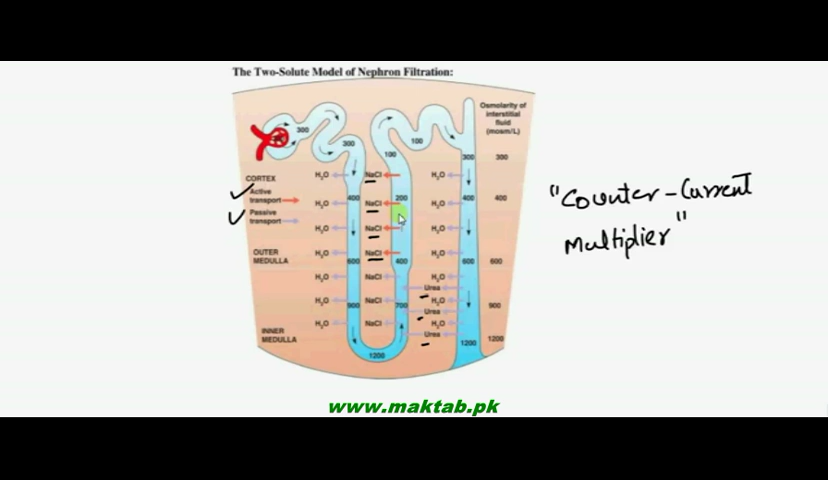 The Two-Solute Model of Nephron Filtration:
Osmolarity of
interstitial
fluid
(mosm/L)
300
300
100
100
300
300
CORTEX
H₂O
NaCl
H₂O
Active
transport
400
200
400
400
H₂O
NaCl
H₂O
Passive
transport
H₂O
NaCl
H₂O
OUTER
MEDULLA
H₂O
NaCl
H₂O
600
400
600
600
H₂O
NaCl
H₂O
Urea
H₂O
NaCl
H₂O
900
700
900
Urea
H₂O
NaCl
H₂O
INNER
MEDULLA
Urea
1200
1200
1200
"Counter-Current
Multiplier"
www.maktab.pk